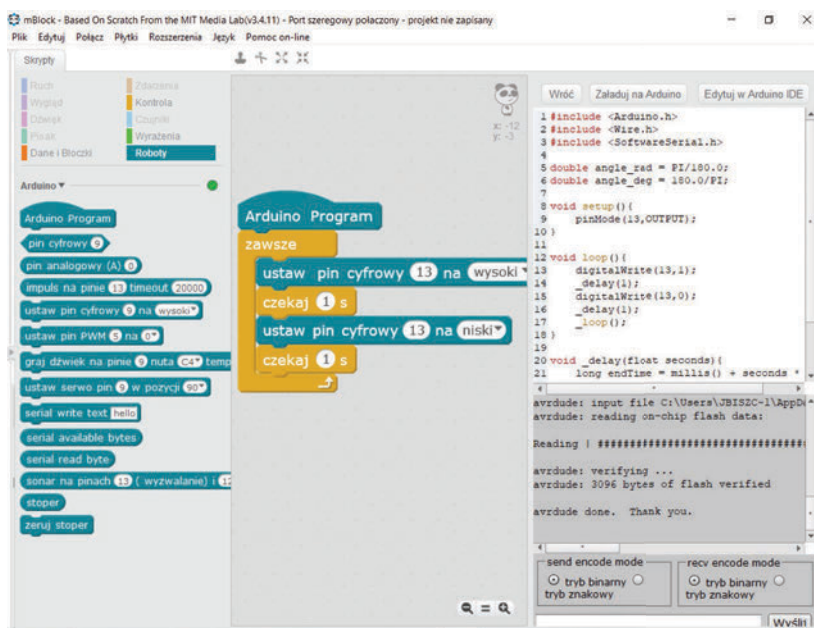 mBlock - Based On Scratch From the MIT Media Lab(v3.4.11) - Port szeregowy połaczony - projekt nie zapisany
Plik Edytuj Połącz Płytki Rozszerzenia Język Pomoc on-line
Skrypty
Ruch
Wygląd
Dźwięk
Pisak
Dane i Bloczki
Zdarzenia
Kontrola
Czujniki
Wyrażenia
Roboty
Arduino
Arduino Program
pin cyfrowy 9
pin analogowy (A) 0
impuls na pinie 13 timeout 20000
ustaw pin cyfrowy 9 na wysoki
ustaw pin PWM 5 na 0
graj dźwiek na pinie 9 nuta C4 temp
ustaw serwo pin 9 w pozycji 90
serial write text hello
serial available bytes
serial read byte
sonar na pinach 13 ( wyzwalanie) i 12
stoper
zeruj stoper
x: -12
y: -3
Arduino Program
zawsze
ustaw pin cyfrowy 13 na wysoki
czekaj 1 s
ustaw pin cyfrowy 13 na niski
czekaj 1 s
Wróć Załaduj na Arduino Edytuj w Arduino IDE
1 #include <Arduino.h>
2 #include <Wire.h>
3 #include <SoftwareSerial.h>
4
5 double angle_rad = PI/180.0;
6 double angle_deg = 180.0/PI;
7
8 void setup(){
9 pinMode(13,OUTPUT);
10 }
11
12 void loop(){
13 digitalWrite(13,1);
14 _delay(1);
15 digitalWrite(13,0);
16 _delay(1);
17 _loop();
18 }
19
20 void _delay(float seconds){
21 long endTime = millis() + seconds *
avrdude: input file C:\Users\JBISZC~1\AppDa
avrdude: reading on-chip flash data:
Reading | ##################################
avrdude: verifying ...
avrdude: 3096 bytes of flash verified
avrdude done. Thank you.
send encode mode
tryb binarny
tryb znakowy
recv encode mode
tryb binarny
tryb znakowy
Wyślij